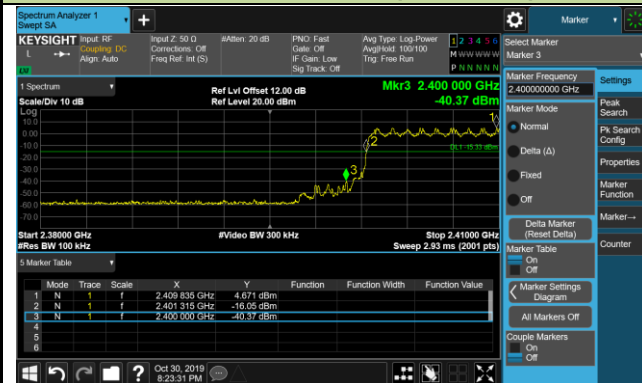 Spectrum Analyzer 1
Swept SA
Marker
KEYSIGHT
L
Input: RF
Coupling: DC
Align: Auto
Input Z: 50 Ω
Corrections: Off
Freq Ref: Int (S)
#Atten: 20 dB
PNO: Fast
Gate: Off
IF Gain: Low
Sig Track: Off
Avg Type: Log-Power
Avg|Hold: 100/100
Trig: Free Run
1 2 3 4 5 6
M W W W W W
P N N N N N
Select Marker
Marker 3
1 Spectrum
Scale/Div 10 dB
Ref Lvl Offset 12.00 dB
Ref Level 20.00 dBm
Mkr3 2.400 000 GHz
-40.37 dBm
Log
10.0
0.00
-10.0
-20.0
-30.0
-40.0
-50.0
-60.0
-70.0
1
2
3
DL1 -15.33 dBm
Start 2.38000 GHz
#Res BW 100 kHz
#Video BW 300 kHz
Stop 2.41000 GHz
Sweep 2.93 ms (2001 pts)
5 Marker Table
Mode Trace Scale X Y Function Function Width Function Value
1 N 1 f 2.409 835 GHz 4.671 dBm
2 N 1 f 2.401 315 GHz -16.05 dBm
3 N 1 f 2.400 000 GHz -40.37 dBm
4
5
6
Oct 30, 2019
8:23:31 PM
Marker Frequency
2.400000000 GHz
Marker Mode
Normal
Delta (Δ)
Fixed
Off
Delta Marker
(Reset Delta)
Marker Table
On
Off
Marker Settings
Diagram
All Markers Off
Couple Markers
On
Off
Settings
Peak
Search
Pk Search
Config
Properties
Marker
Function
Marker→
Counter